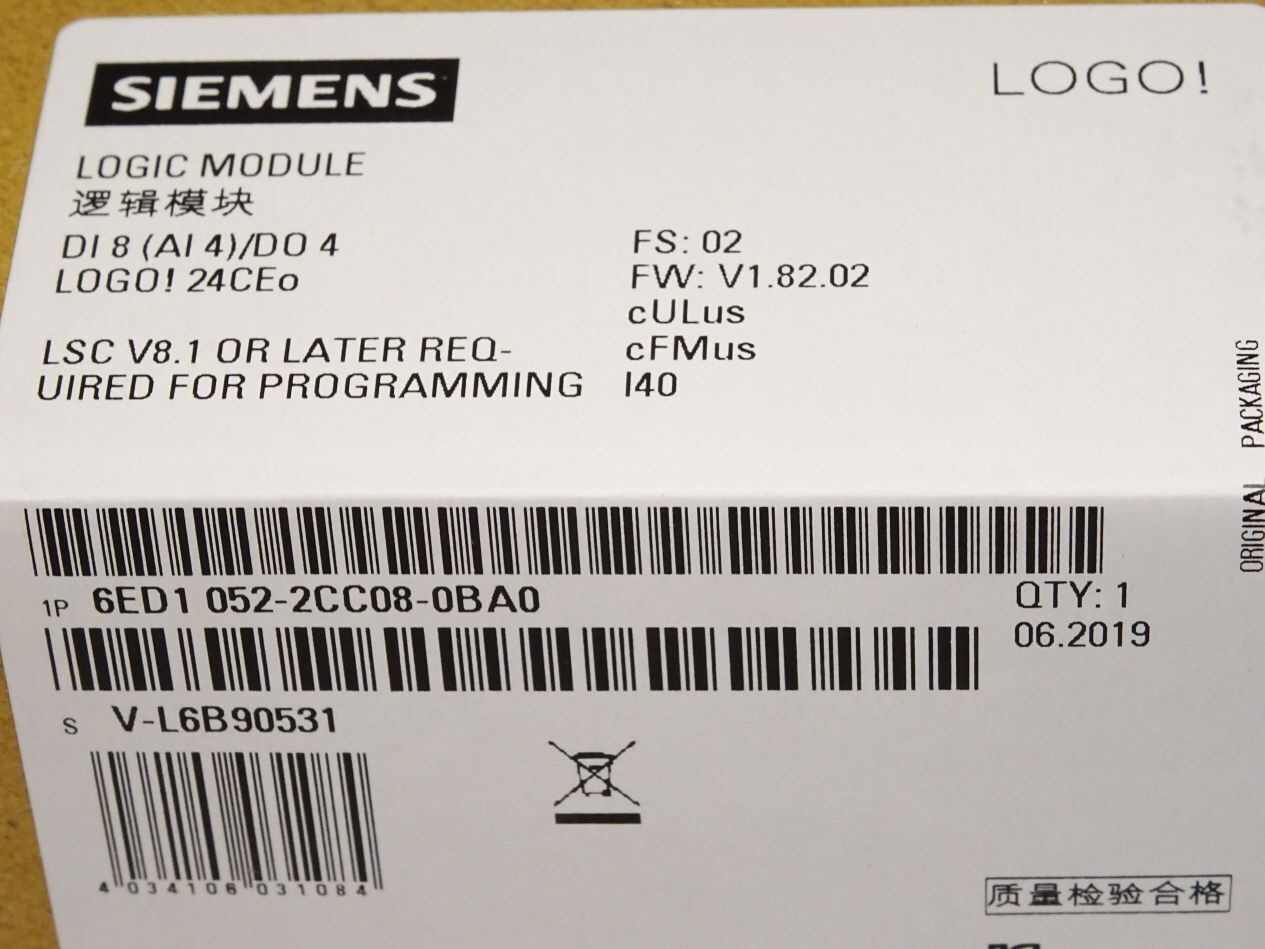 SIEMENS
LOGO!
LOGIC MODULE
逻辑模块
DI 8 (AI 4)/DO 4
LOGO! 24CEo
LSC V8.1 OR LATER REQ-
UIRED FOR PROGRAMMING
FS: 02
FW: V1.82.02
cULus
cFMus
I40
ORIGINAL PACKAGING
1P 6ED1 052-2CC08-0BA0
QTY: 1
06.2019
S V-L6B90531
4 034106 031084
质量检验合格